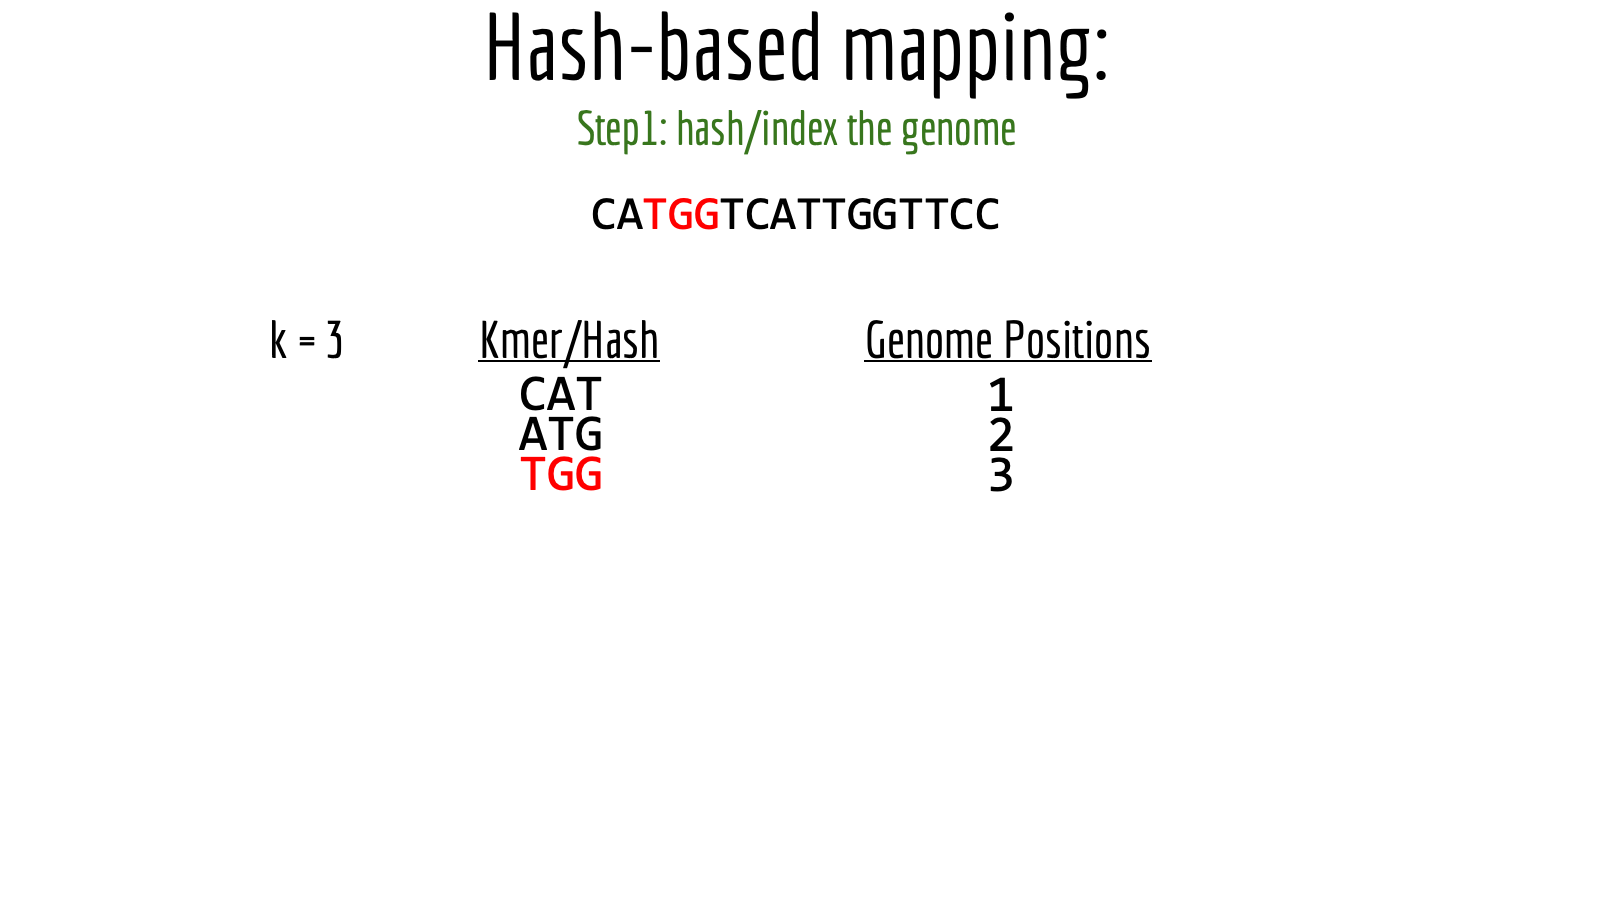 Hash-based mapping:
Step1: hash/index the genome
CATGGTCATTGGTTCC
k = 3 Kmer/Hash Genome Positions
CAT 1
ATG 2
TGG 3